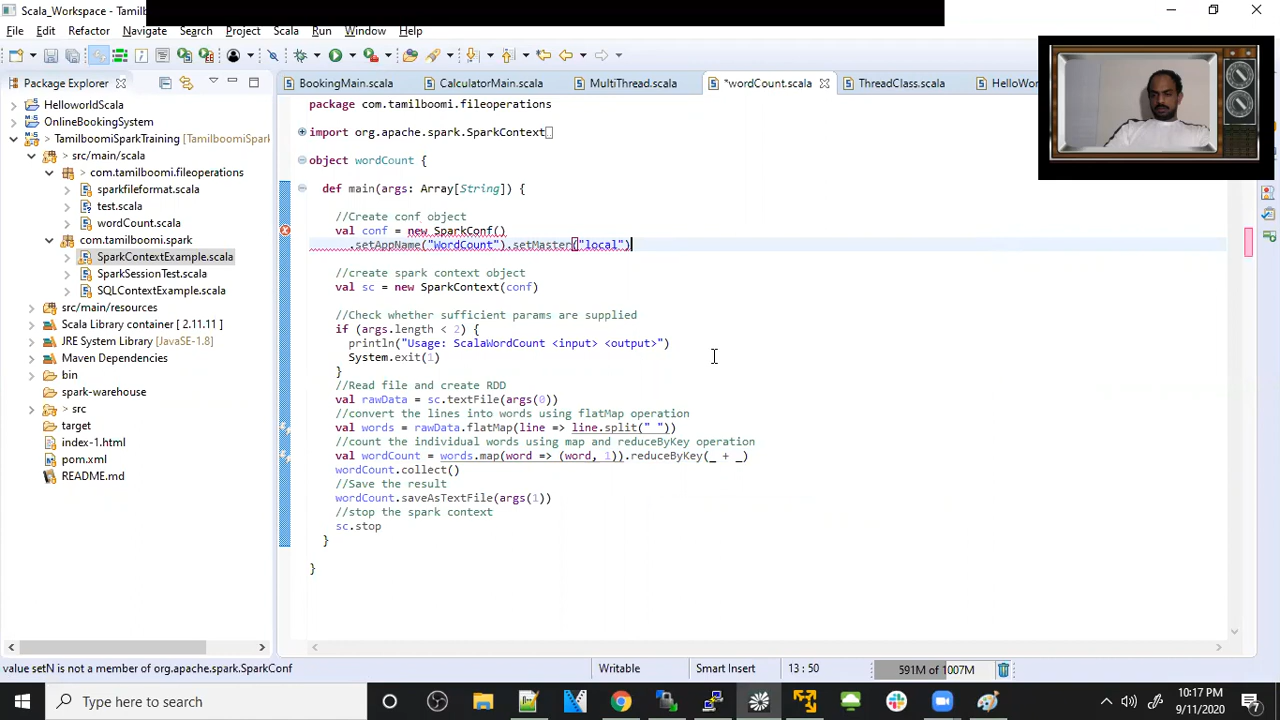 Scala_Workspace - Tamilb
File Edit Refactor Navigate Search Project Scala Run Window Help
Package Explorer
BookingMain.scala
CalculatorMain.scala
MultiThread.scala
*wordCount.scala
ThreadClass.scala
HelloWor
HelloworldScala
OnlineBookingSystem
TamilboomiSparkTraining [TamilboomiSpark
src/main/scala
com.tamilboomi.fileoperations
sparkfileformat.scala
test.scala
wordCount.scala
com.tamilboomi.spark
SparkContextExample.scala
SparkSessionTest.scala
SQLContextExample.scala
src/main/resources
Scala Library container [ 2.11.11 ]
JRE System Library [JavaSE-1.8]
Maven Dependencies
bin
spark-warehouse
src
target
index-1.html
pom.xml
README.md
package com.tamilboomi.fileoperations
import org.apache.spark.SparkContext
object wordCount {
def main(args: Array[String]) {
//Create conf object
val conf = new SparkConf()
.setAppName("WordCount").setMaster("local")
//create spark context object
val sc = new SparkContext(conf)
//Check whether sufficient params are supplied
if (args.length < 2) {
println("Usage: ScalaWordCount <input> <output>")
System.exit(1)
}
//Read file and create RDD
val rawData = sc.textFile(args(0))
//convert the lines into words using flatMap operation
val words = rawData.flatMap(line => line.split(" "))
//count the individual words using map and reduceByKey operation
val wordCount = words.map(word => (word, 1)).reduceByKey(_ + _)
wordCount.collect()
//Save the result
wordCount.saveAsTextFile(args(1))
//stop the spark context
sc.stop
}
}
value setN is not a member of org.apache.spark.SparkConf
Writable
Smart Insert
13 : 50
591M of 1007M
Type here to search
10:17 PM
9/11/2020
7